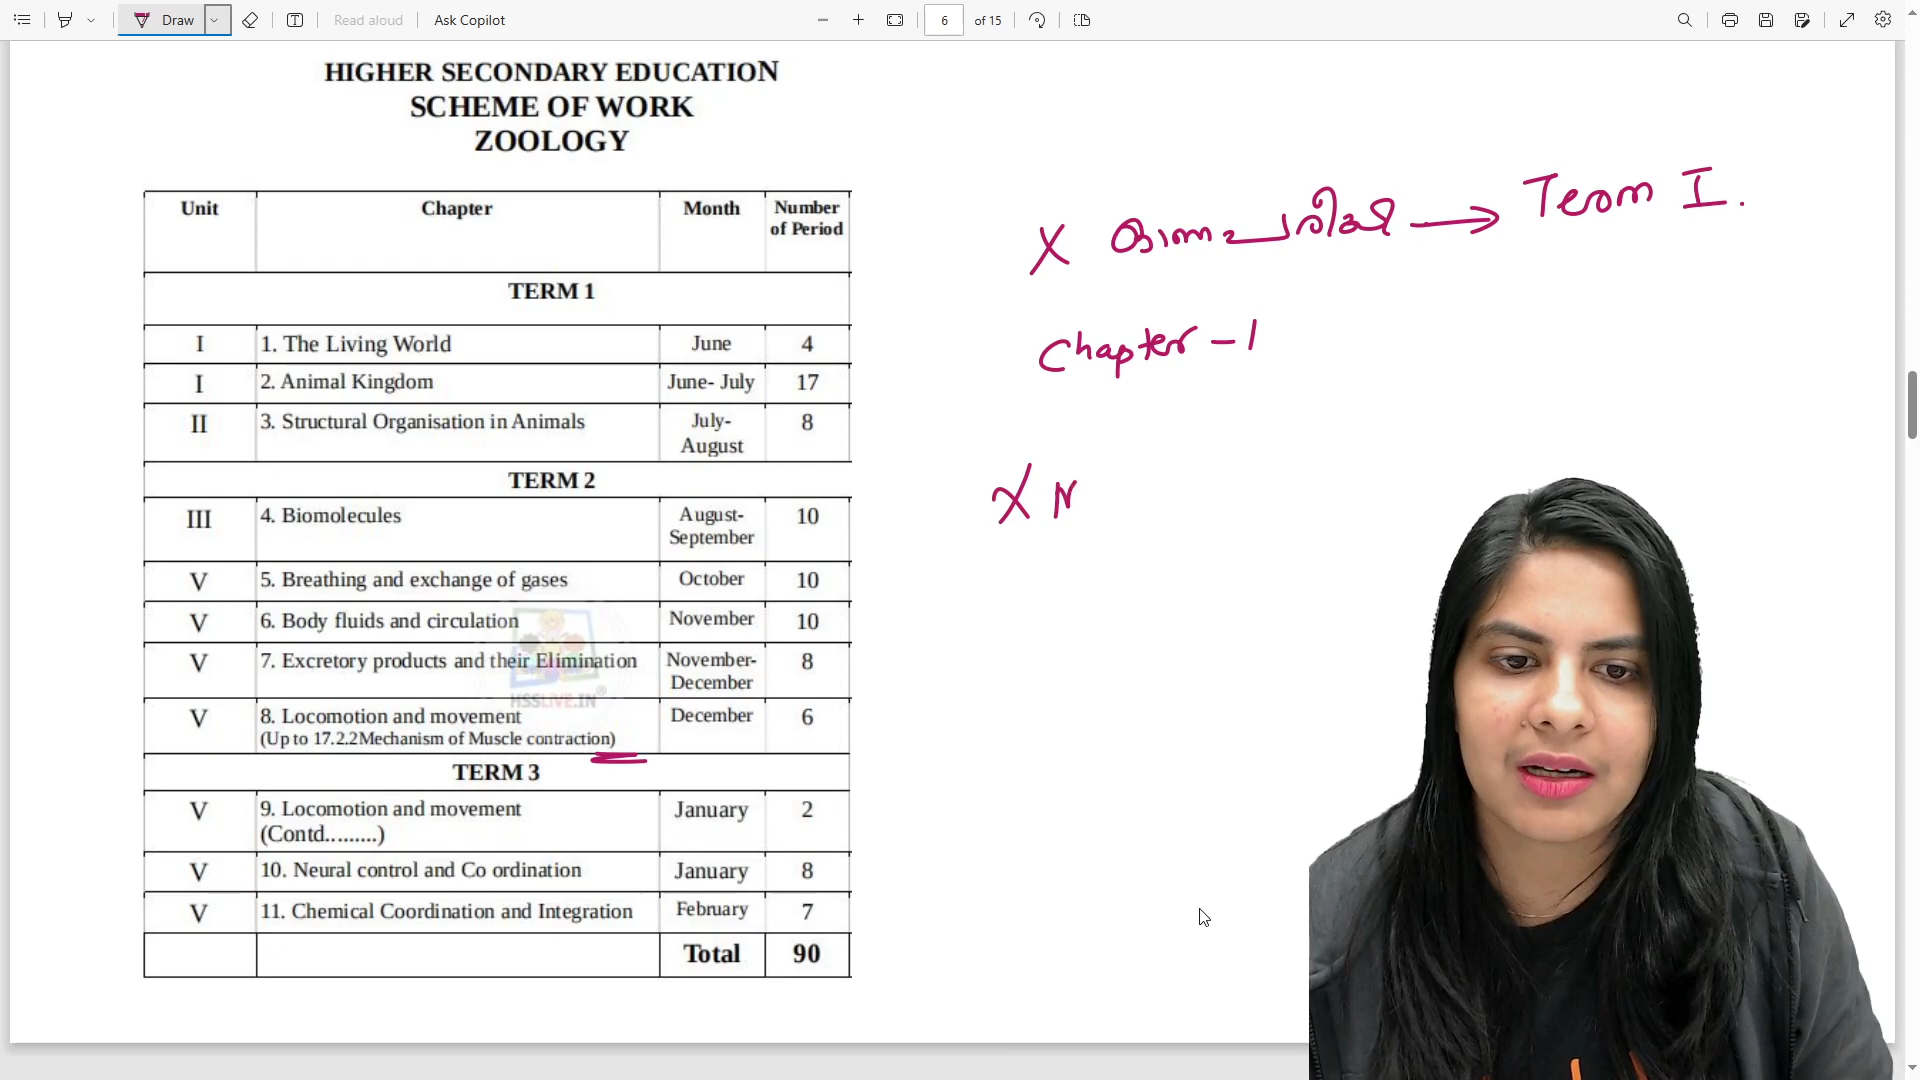 Draw
Read aloud
Ask Copilot
6 of 15
HIGHER SECONDARY EDUCATION
SCHEME OF WORK
ZOOLOGY
Unit Chapter Month Number of Period
TERM 1
I 1. The Living World June 4
I 2. Animal Kingdom June- July 17
II 3. Structural Organisation in Animals July- August 8
TERM 2
III 4. Biomolecules August- September 10
V 5. Breathing and exchange of gases October 10
V 6. Body fluids and circulation November 10
V 7. Excretory products and their Elimination November- December 8
V 8. Locomotion and movement December 6
(Up to 17.2.2Mechanism of Muscle contraction)
TERM 3
V 9. Locomotion and movement January 2
(Contd.........)
V 10. Neural control and Co ordination January 8
V 11. Chemical Coordination and Integration February 7
Total 90
HSSLIVE.IN®
X → Term I.
Chapter - 1
X N